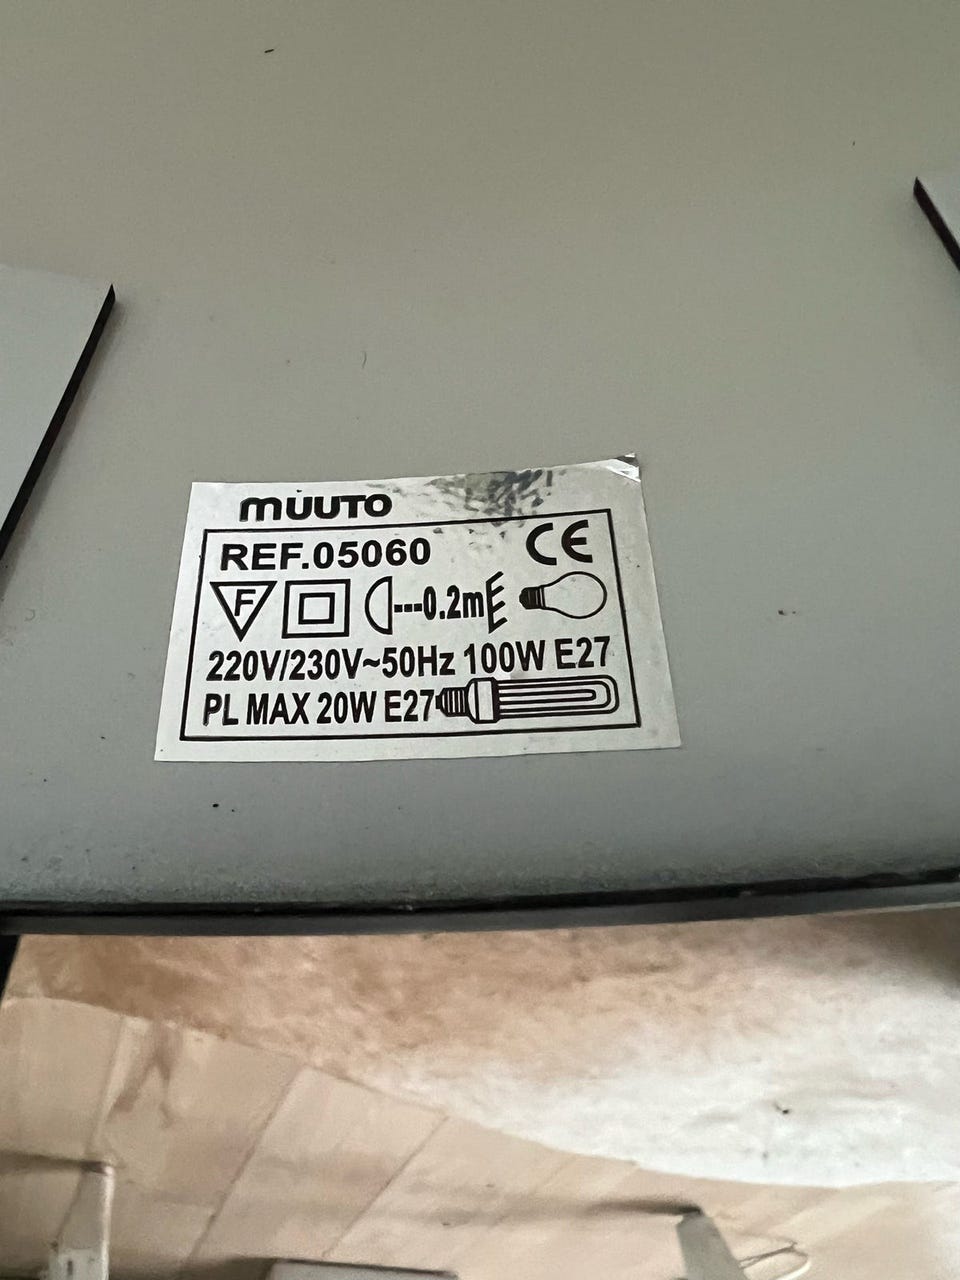 muuto
REF.05060 CE
F ---0.2m
220V/230V~50Hz 100W E27
PL MAX 20W E27